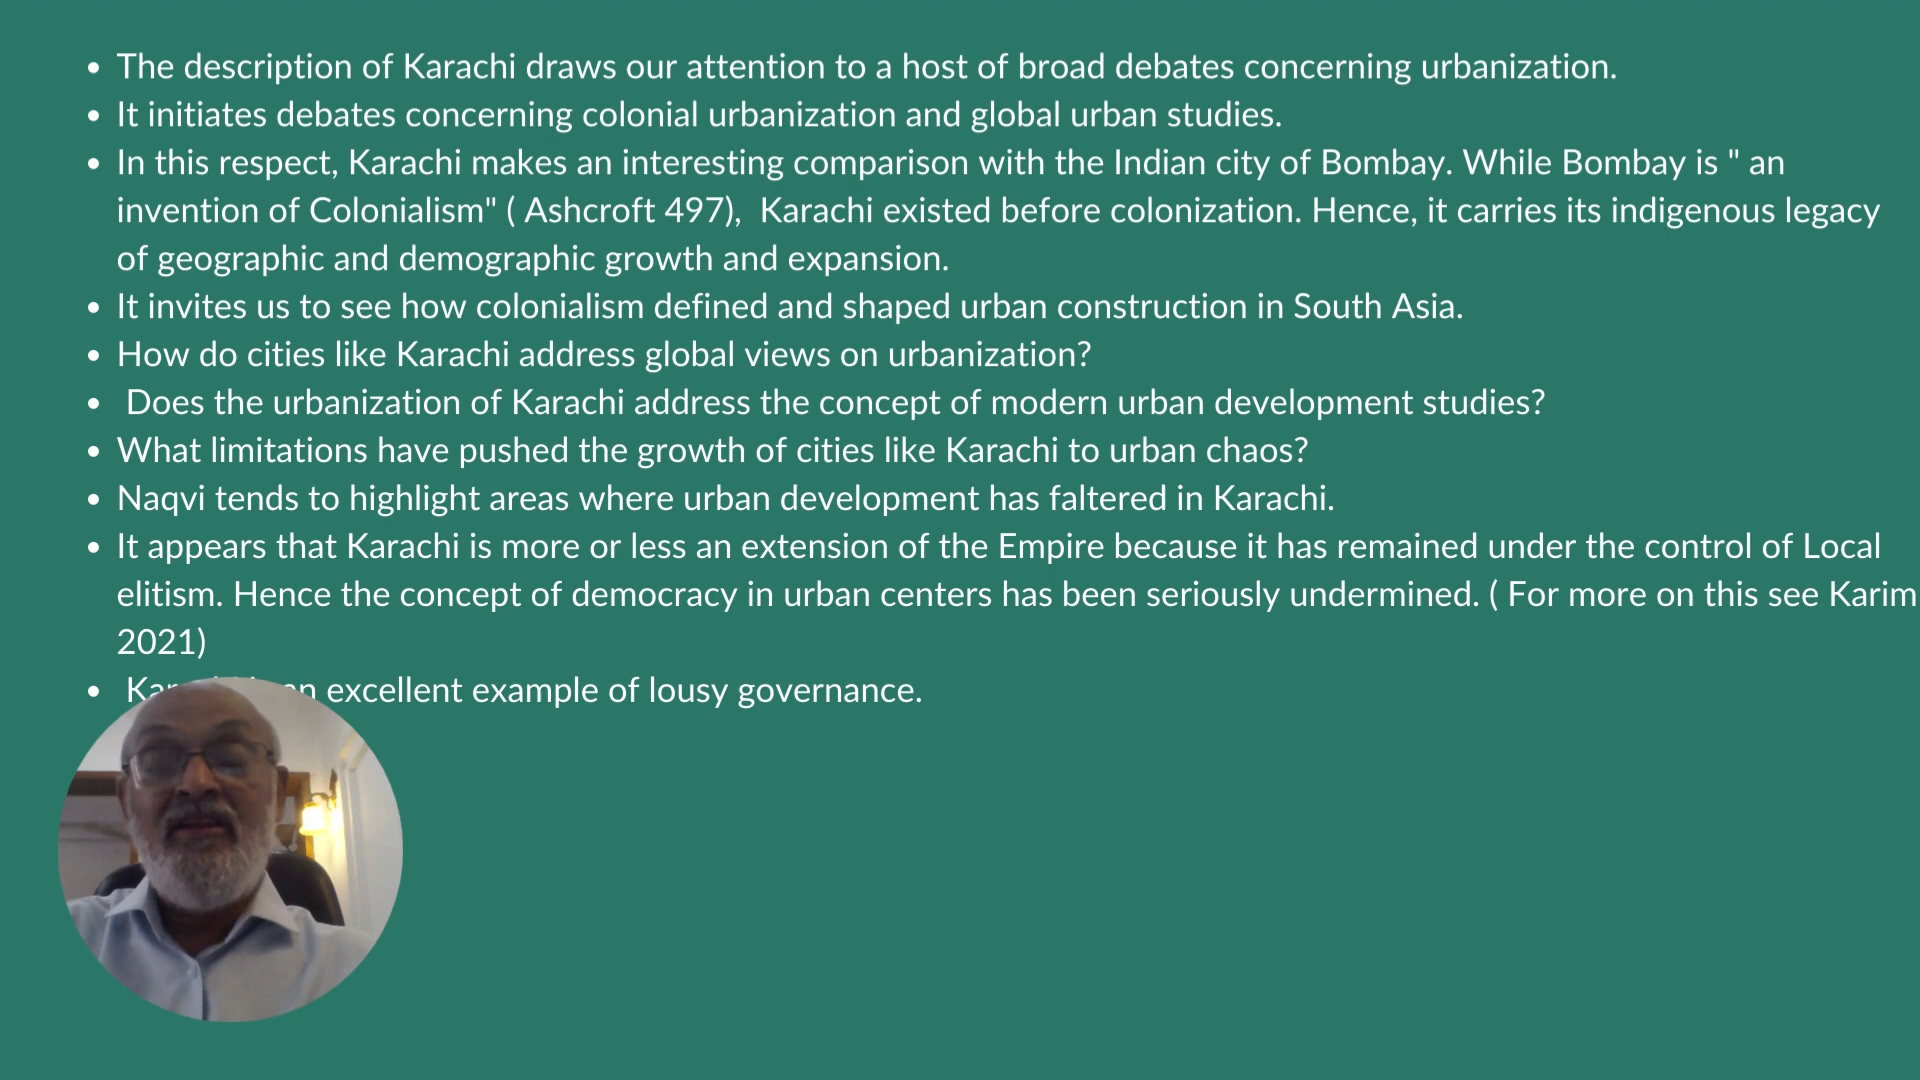 • The description of Karachi draws our attention to a host of broad debates concerning urbanization.
• It initiates debates concerning colonial urbanization and global urban studies.
• In this respect, Karachi makes an interesting comparison with the Indian city of Bombay. While Bombay is " an
invention of Colonialism" ( Ashcroft 497),  Karachi existed before colonization. Hence, it carries its indigenous legacy
of geographic and demographic growth and expansion.
• It invites us to see how colonialism defined and shaped urban construction in South Asia.
• How do cities like Karachi address global views on urbanization?
• Does the urbanization of Karachi address the concept of modern urban development studies?
• What limitations have pushed the growth of cities like Karachi to urban chaos?
• Naqvi tends to highlight areas where urban development has faltered in Karachi.
• It appears that Karachi is more or less an extension of the Empire because it has remained under the control of Local
elitism. Hence the concept of democracy in urban centers has been seriously undermined. ( For more on this see Karim
2021)
• an excellent example of lousy governance.